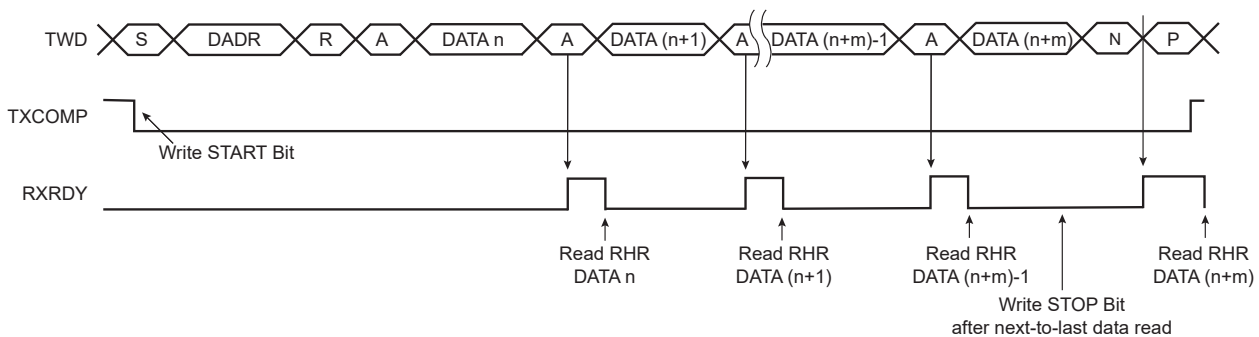 TWD S DADR R A DATA n A DATA (n+1) A DATA (n+m)-1 A DATA (n+m) N P
TXCOMP
Write START Bit
RXRDY
Read RHR Read RHR Read RHR Read RHR
DATA n DATA (n+1) DATA (n+m)-1 DATA (n+m)
Write STOP Bit
after next-to-last data read